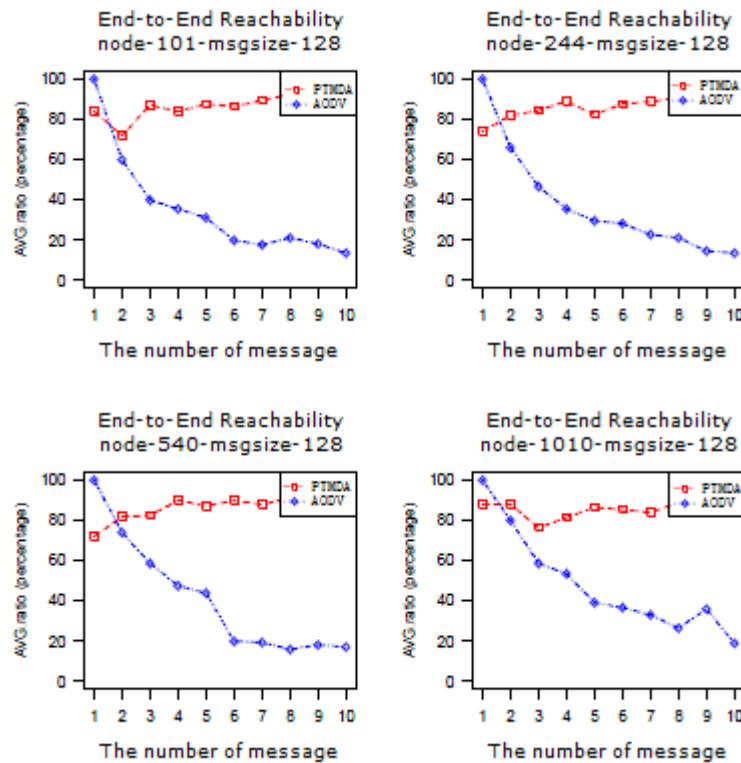 End-to-End Reachability
node-101-msgsize-128
AVG.ratio (percentage)
100
80
60
40
20
0
PTMDA
AODV
1 2 3 4 5 6 7 8 9 10
The number of message
End-to-End Reachability
node-244-msgsize-128
AVG.ratio (percentage)
100
80
60
40
20
0
PTMDA
AODV
1 2 3 4 5 6 7 8 9 10
The number of message
End-to-End Reachability
node-540-msgsize-128
AVG.ratio (percentage)
100
80
60
40
20
0
PTMDA
AODV
1 2 3 4 5 6 7 8 9 10
The number of message
End-to-End Reachability
node-1010-msgsize-128
AVG.ratio (percentage)
100
80
60
40
20
0
PTMDA
AODV
1 2 3 4 5 6 7 8 9 10
The number of message